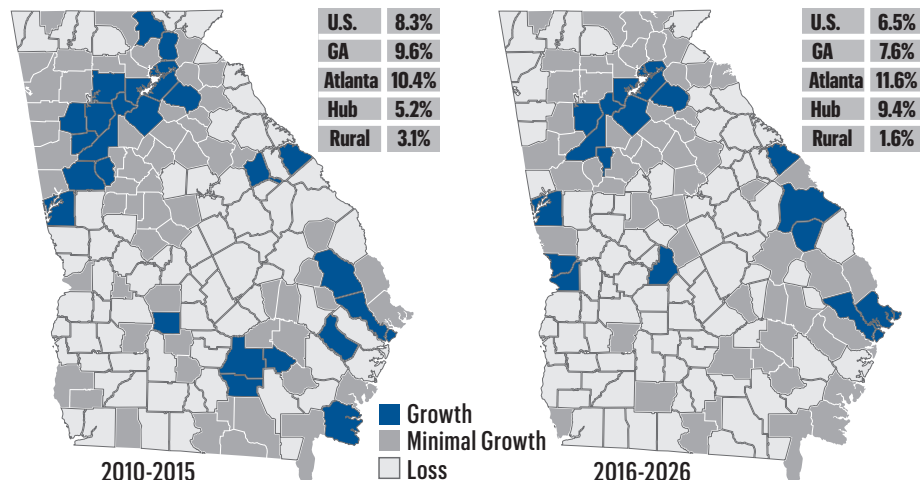 U.S. 8.3%
GA 9.6%
Atlanta 10.4%
Hub 5.2%
Rural 3.1%
U.S. 6.5%
GA 7.6%
Atlanta 11.6%
Hub 9.4%
Rural 1.6%
Growth
Minimal Growth
Loss
2010-2015
2016-2026